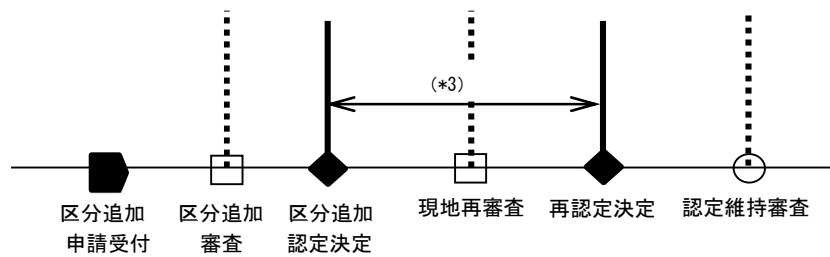 (*3)
区分追加
申請受付
区分追加
審査
区分追加
認定決定
現地再審査
再認定決定
認定維持審査